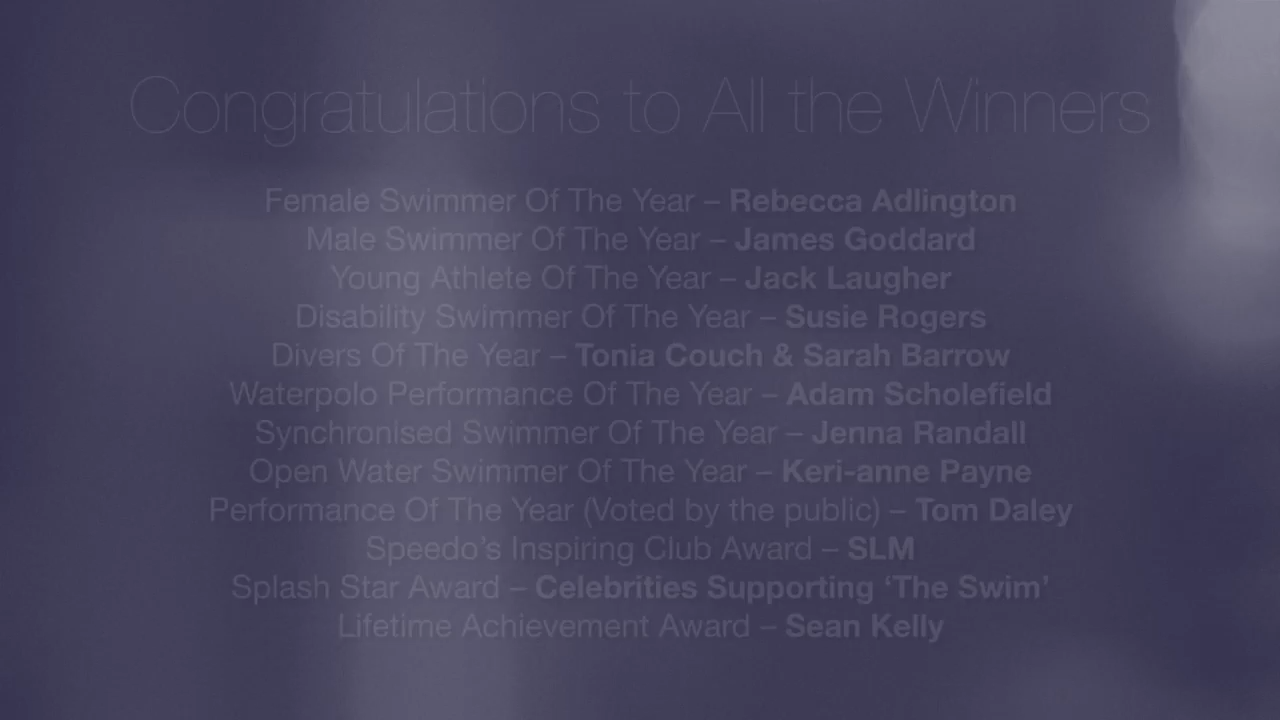 Congratulations to All the Winners
Female Swimmer Of The Year – Rebecca Adlington
Male Swimmer Of The Year – James Goddard
Young Athlete Of The Year – Jack Laugher
Disability Swimmer Of The Year – Susie Rogers
Divers Of The Year – Tonia Couch & Sarah Barrow
Waterpolo Performance Of The Year – Adam Scholefield
Synchronised Swimmer Of The Year – Jenna Randall
Open Water Swimmer Of The Year – Keri-anne Payne
Performance Of The Year (Voted by the public) – Tom Daley
Speedo’s Inspiring Club Award – SLM
Splash Star Award – Celebrities Supporting ‘The Swim’
Lifetime Achievement Award – Sean Kelly